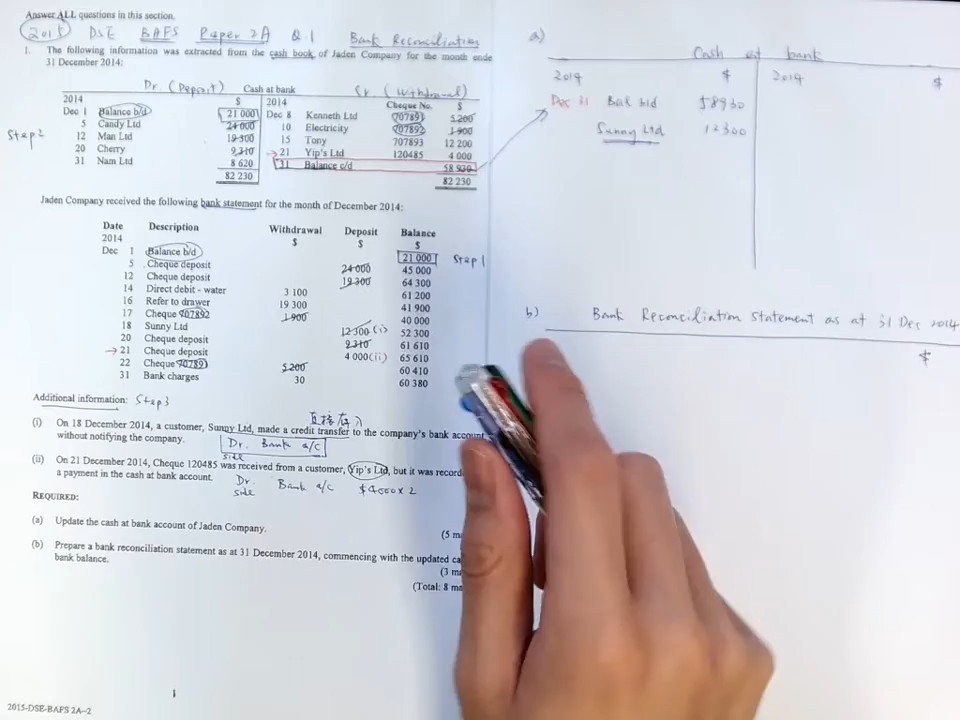 Answer ALL questions in this section.
2015 DSE BAFS Paper 2A Q1 Bank Reconciliation
1. The following information was extracted from the cash book of Jaden Company for the month ende
31 December 2014:
Dr. (Deposit) Cash at bank Cr. (Withdrawal)
2014 $ 2014 Cheque No. $
Dec 1 Balance b/d 21 000 Dec 8 Kenneth Ltd 707891 5 200
5 Candy Ltd 24 000 10 Electricity 707892 1 900
Step 2
12 Man Ltd 19 300 15 Tony 707893 12 200
20 Cherry 9 310 21 Yip's Ltd 120485 4 000
31 Nam Ltd 8 620 31 Balance c/d 58 930
82 230 82 230
Jaden Company received the following bank statement for the month of December 2014:
Date Description Withdrawal Deposit Balance
2014 $ $ $
Dec 1 Balance b/d 21 000 Step 1
5 Cheque deposit 24 000 45 000
12 Cheque deposit 19 300 64 300
14 Direct debit - water 3 100 61 200
16 Refer to drawer 19 300 41 900
17 Cheque 707892 1 900 40 000
18 Sunny Ltd 12 300 (i) 52 300
20 Cheque deposit 9 310 61 610
21 Cheque deposit 4 000 (ii) 65 610
22 Cheque 707891 5 200 60 410
31 Bank charges 30 60 380
Additional information: Step 3
直接存入
(i) On 18 December 2014, a customer, Sunny Ltd, made a credit transfer to the company's bank account
without notifying the company.
Dr. Bank a/c
side
(ii) On 21 December 2014, Cheque 120485 was received from a customer, Yip's Ltd, but it was record
a payment in the cash at bank account.
Dr. Bank a/c $4000 x 2
side
REQUIRED:
(a) Update the cash at bank account of Jaden Company.
(5 ma
(b) Prepare a bank reconciliation statement as at 31 December 2014, commencing with the updated ca
bank balance.
(3 m
(Total: 8 ma
1
2015-DSE-BAFS 2A-2
a)
Cash at bank
2014 $ 2014 $
Dec 31 Bal b/d 58930
Sunny Ltd 12300
b) Bank Reconciliation Statement as at 31 Dec 2014
$